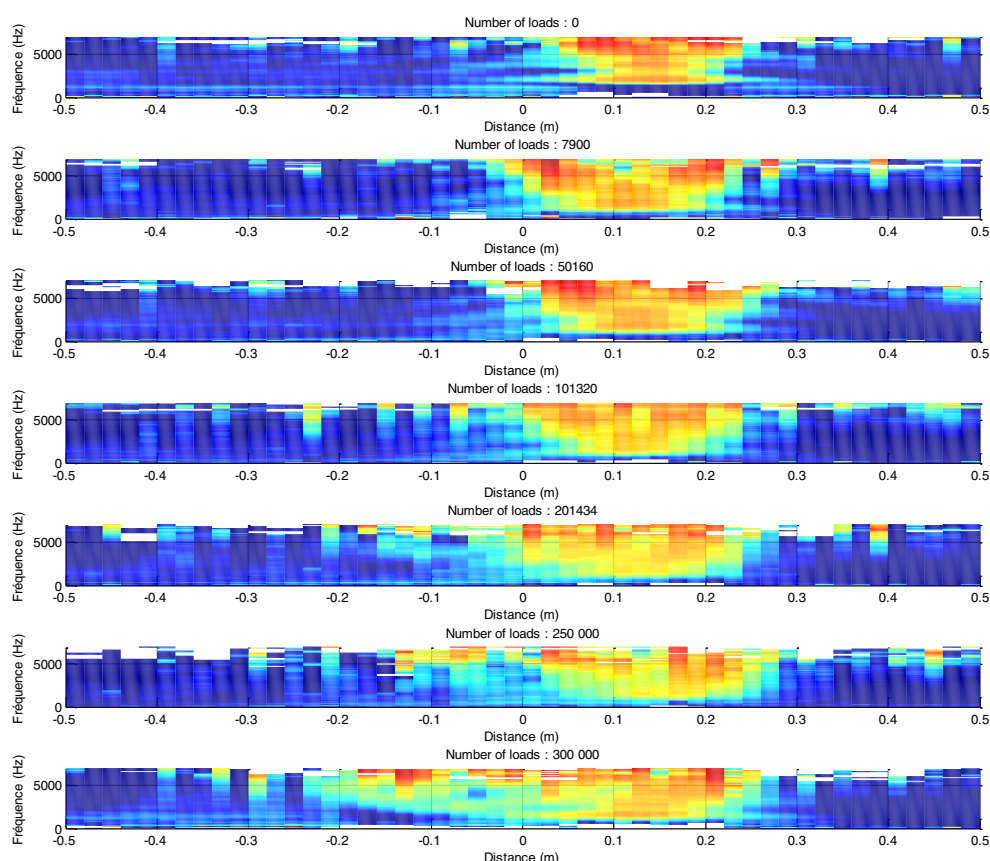 Number of loads : 0
Fréquence (Hz)
5000
0
-0.5 -0.4 -0.3 -0.2 -0.1 0 0.1 0.2 0.3 0.4 0.5
Distance (m)
Number of loads : 7900
Fréquence (Hz)
5000
0
-0.5 -0.4 -0.3 -0.2 -0.1 0 0.1 0.2 0.3 0.4 0.5
Distance (m)
Number of loads : 50160
Fréquence (Hz)
5000
0
-0.5 -0.4 -0.3 -0.2 -0.1 0 0.1 0.2 0.3 0.4 0.5
Distance (m)
Number of loads : 101320
Fréquence (Hz)
5000
0
-0.5 -0.4 -0.3 -0.2 -0.1 0 0.1 0.2 0.3 0.4 0.5
Distance (m)
Number of loads : 201434
Fréquence (Hz)
5000
0
-0.5 -0.4 -0.3 -0.2 -0.1 0 0.1 0.2 0.3 0.4 0.5
Distance (m)
Number of loads : 250 000
Fréquence (Hz)
5000
0
-0.5 -0.4 -0.3 -0.2 -0.1 0 0.1 0.2 0.3 0.4 0.5
Distance (m)
Number of loads : 300 000
Fréquence (Hz)
5000
0
-0.5 -0.4 -0.3 -0.2 -0.1 0 0.1 0.2 0.3 0.4 0.5
Distance (m)